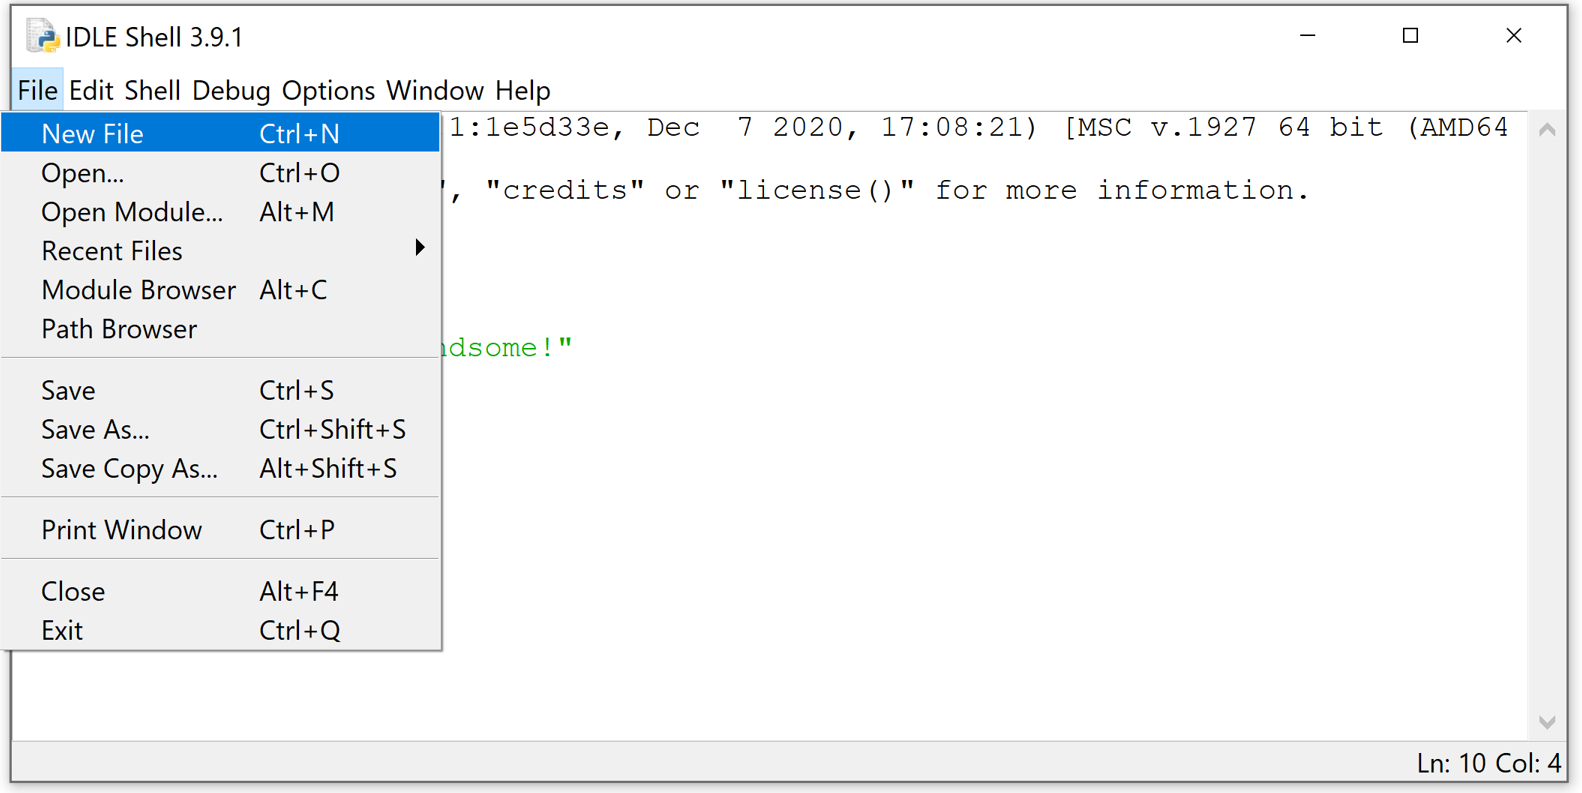 IDLE Shell 3.9.1
File Edit Shell Debug Options Window Help
New File Ctrl+N
1:1e5d33e, Dec  7 2020, 17:08:21) [MSC v.1927 64 bit (AMD64
Open... Ctrl+O
", "credits" or "license()" for more information.
Open Module... Alt+M
Recent Files
Module Browser Alt+C
Path Browser
ndsome!"
Save Ctrl+S
Save As... Ctrl+Shift+S
Save Copy As... Alt+Shift+S
Print Window Ctrl+P
Close Alt+F4
Exit Ctrl+Q
Ln: 10 Col: 4